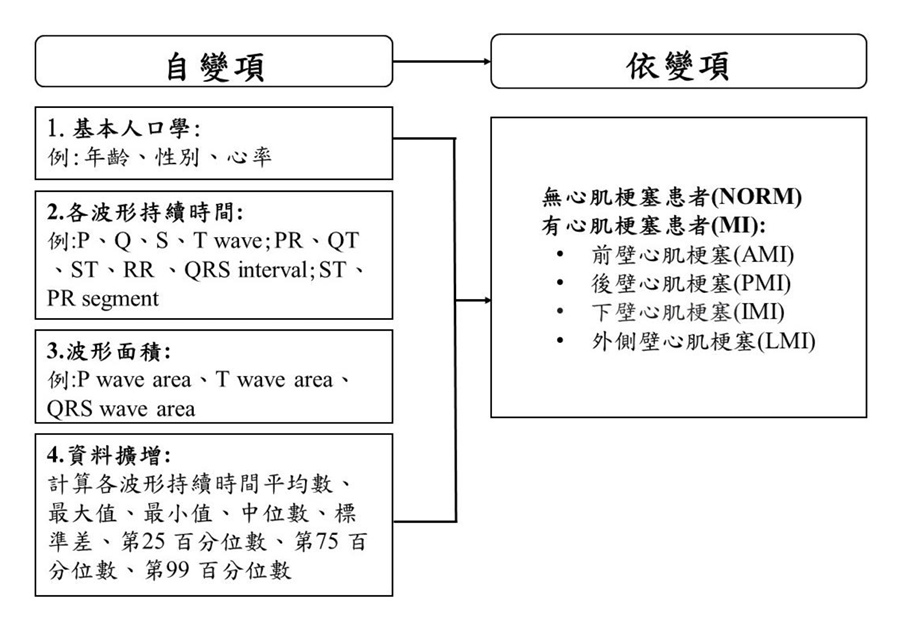 自變項
依變項
1. 基本人口學:
例:年齡、性別、心率
2.各波形持續時間:
例:P、Q、S、T wave;PR、QT
、ST、RR 、QRS interval;ST、
PR segment
3.波形面積:
例:P wave area、T wave area、
QRS wave area
4.資料擴增:
計算各波形持續時間平均數、
最大值、最小值、中位數、標
準差、第25 百分位數、第75 百
分位數、第99 百分位數
無心肌梗塞患者(NORM)
有心肌梗塞患者(MI):
• 前壁心肌梗塞(AMI)
• 後壁心肌梗塞(PMI)
• 下壁心肌梗塞(IMI)
• 外側壁心肌梗塞(LMI)